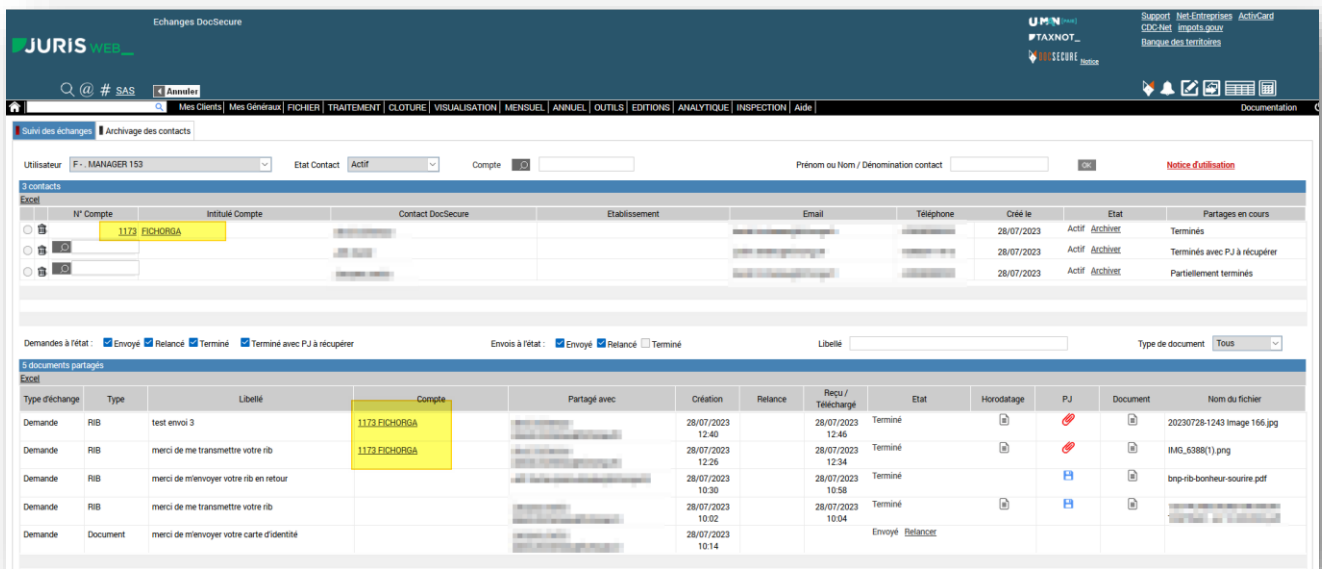 Echanges DocSecure
UMAN [PAIE]
Support Net-Entreprises ActivCard
CDC-Net impots.gouv
TAXNOT_
Banque des territoires
JURIS WEB_
DOCSECURE Notice
@ # SAS Annuler
Mes Clients Mes Généraux FICHIER TRAITEMENT CLOTURE VISUALISATION MENSUEL ANNUEL OUTILS EDITIONS ANALYTIQUE INSPECTION Aide Documentation
Suivi des échanges Archivage des contacts
Utilisateur F - . MANAGER 153 Etat Contact Actif Compte Prénom ou Nom / Dénomination contact OK Notice d'utilisation
3 contacts
Excel
N° Compte Intitulé Compte Contact DocSecure Etablissement Email Téléphone Créé le Etat Partages en cours
1173 FICHORGA 28/07/2023 Actif Archiver Terminés
28/07/2023 Actif Archiver Terminés avec PJ à récupérer
28/07/2023 Actif Archiver Partiellement terminés
Demandes à l'état : Envoyé Relancé Terminé Terminé avec PJ à récupérer Envois à l'état : Envoyé Relancé Terminé Libellé Type de document Tous
5 documents partagés
Excel
Type d'échange Type Libellé Compte Partagé avec Création Relance Reçu / Téléchargé Etat Horodatage PJ Document Nom du fichier
Demande RIB test envoi 3 1173 FICHORGA 28/07/2023 12:40 28/07/2023 12:46 Terminé 20230728-1243 Image 166.jpg
Demande RIB merci de me transmettre votre rib 1173 FICHORGA 28/07/2023 12:26 28/07/2023 12:34 Terminé IMG_6388(1).png
Demande RIB merci de m'envoyer votre rib en retour 28/07/2023 10:30 28/07/2023 10:58 Terminé bnp-rib-bonheur-sourire.pdf
Demande RIB merci de me transmettre votre rib 28/07/2023 10:02 28/07/2023 10:04 Terminé
Demande Document merci de m'envoyer votre carte d'identité 28/07/2023 10:14 Envoyé Relancer